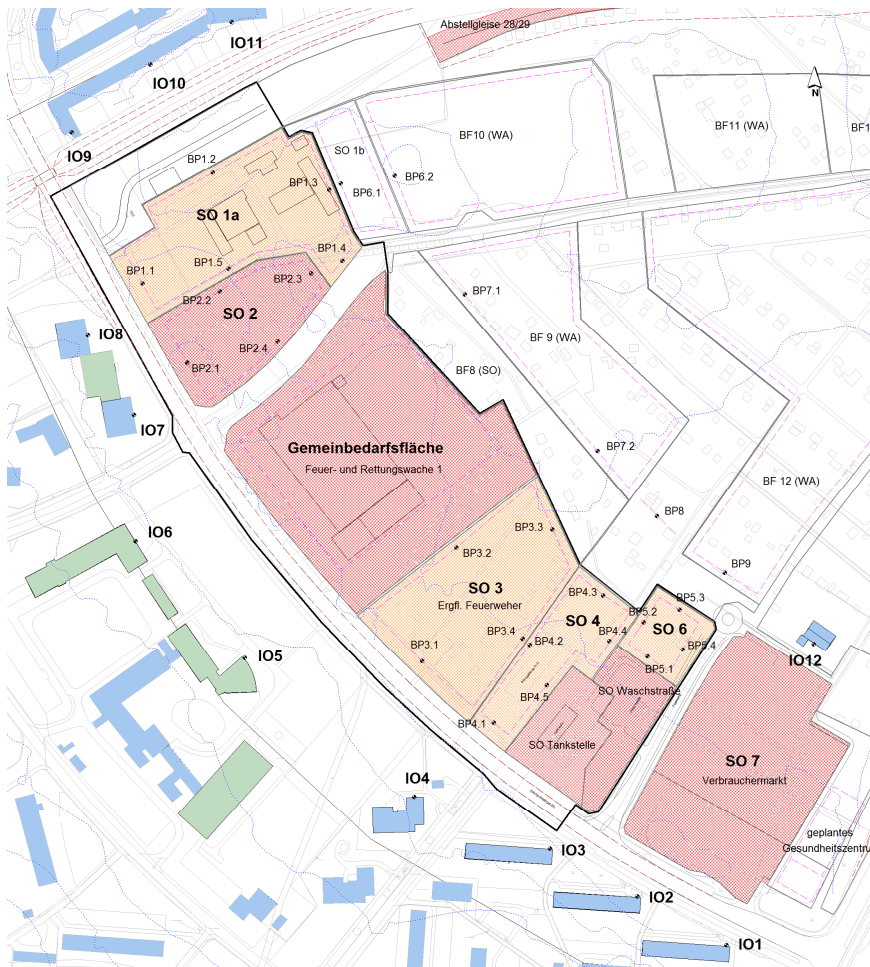 IO11
Abstellgleise 28/29
IO10
N
BF11 (WA)
BF1
BF10 (WA)
IO9
SO 1b
BP1.2
BP6.2
BP1.3
BP6.1
SO 1a
BP1.4
BP1.5
BP1.1
BP2.3
BP2.2
BP7.1
SO 2
IO8
BF 9 (WA)
BP2.4
BP2.1
BF8 (SO)
IO7
Gemeinbedarfsfläche
BP7.2
Feuer- und Rettungswache 1
BF 12 (WA)
BP8
BP3.3
IO6
BP3.2
BP9
SO 3
BP4.3
BP5.3
Ergfl. Feuerweher
BP5.2
SO 4
SO 6
BP3.4
BP4.2
BP4.4
BP5.4
IO5
BP3.1
BP5.1
IO12
BP4.5
SO Waschstraße
BP4.1
SO Tankstelle
SO 7
IO4
Verbrauchermarkt
geplantes
Gesundheitszentru
IO3
IO2
IO1